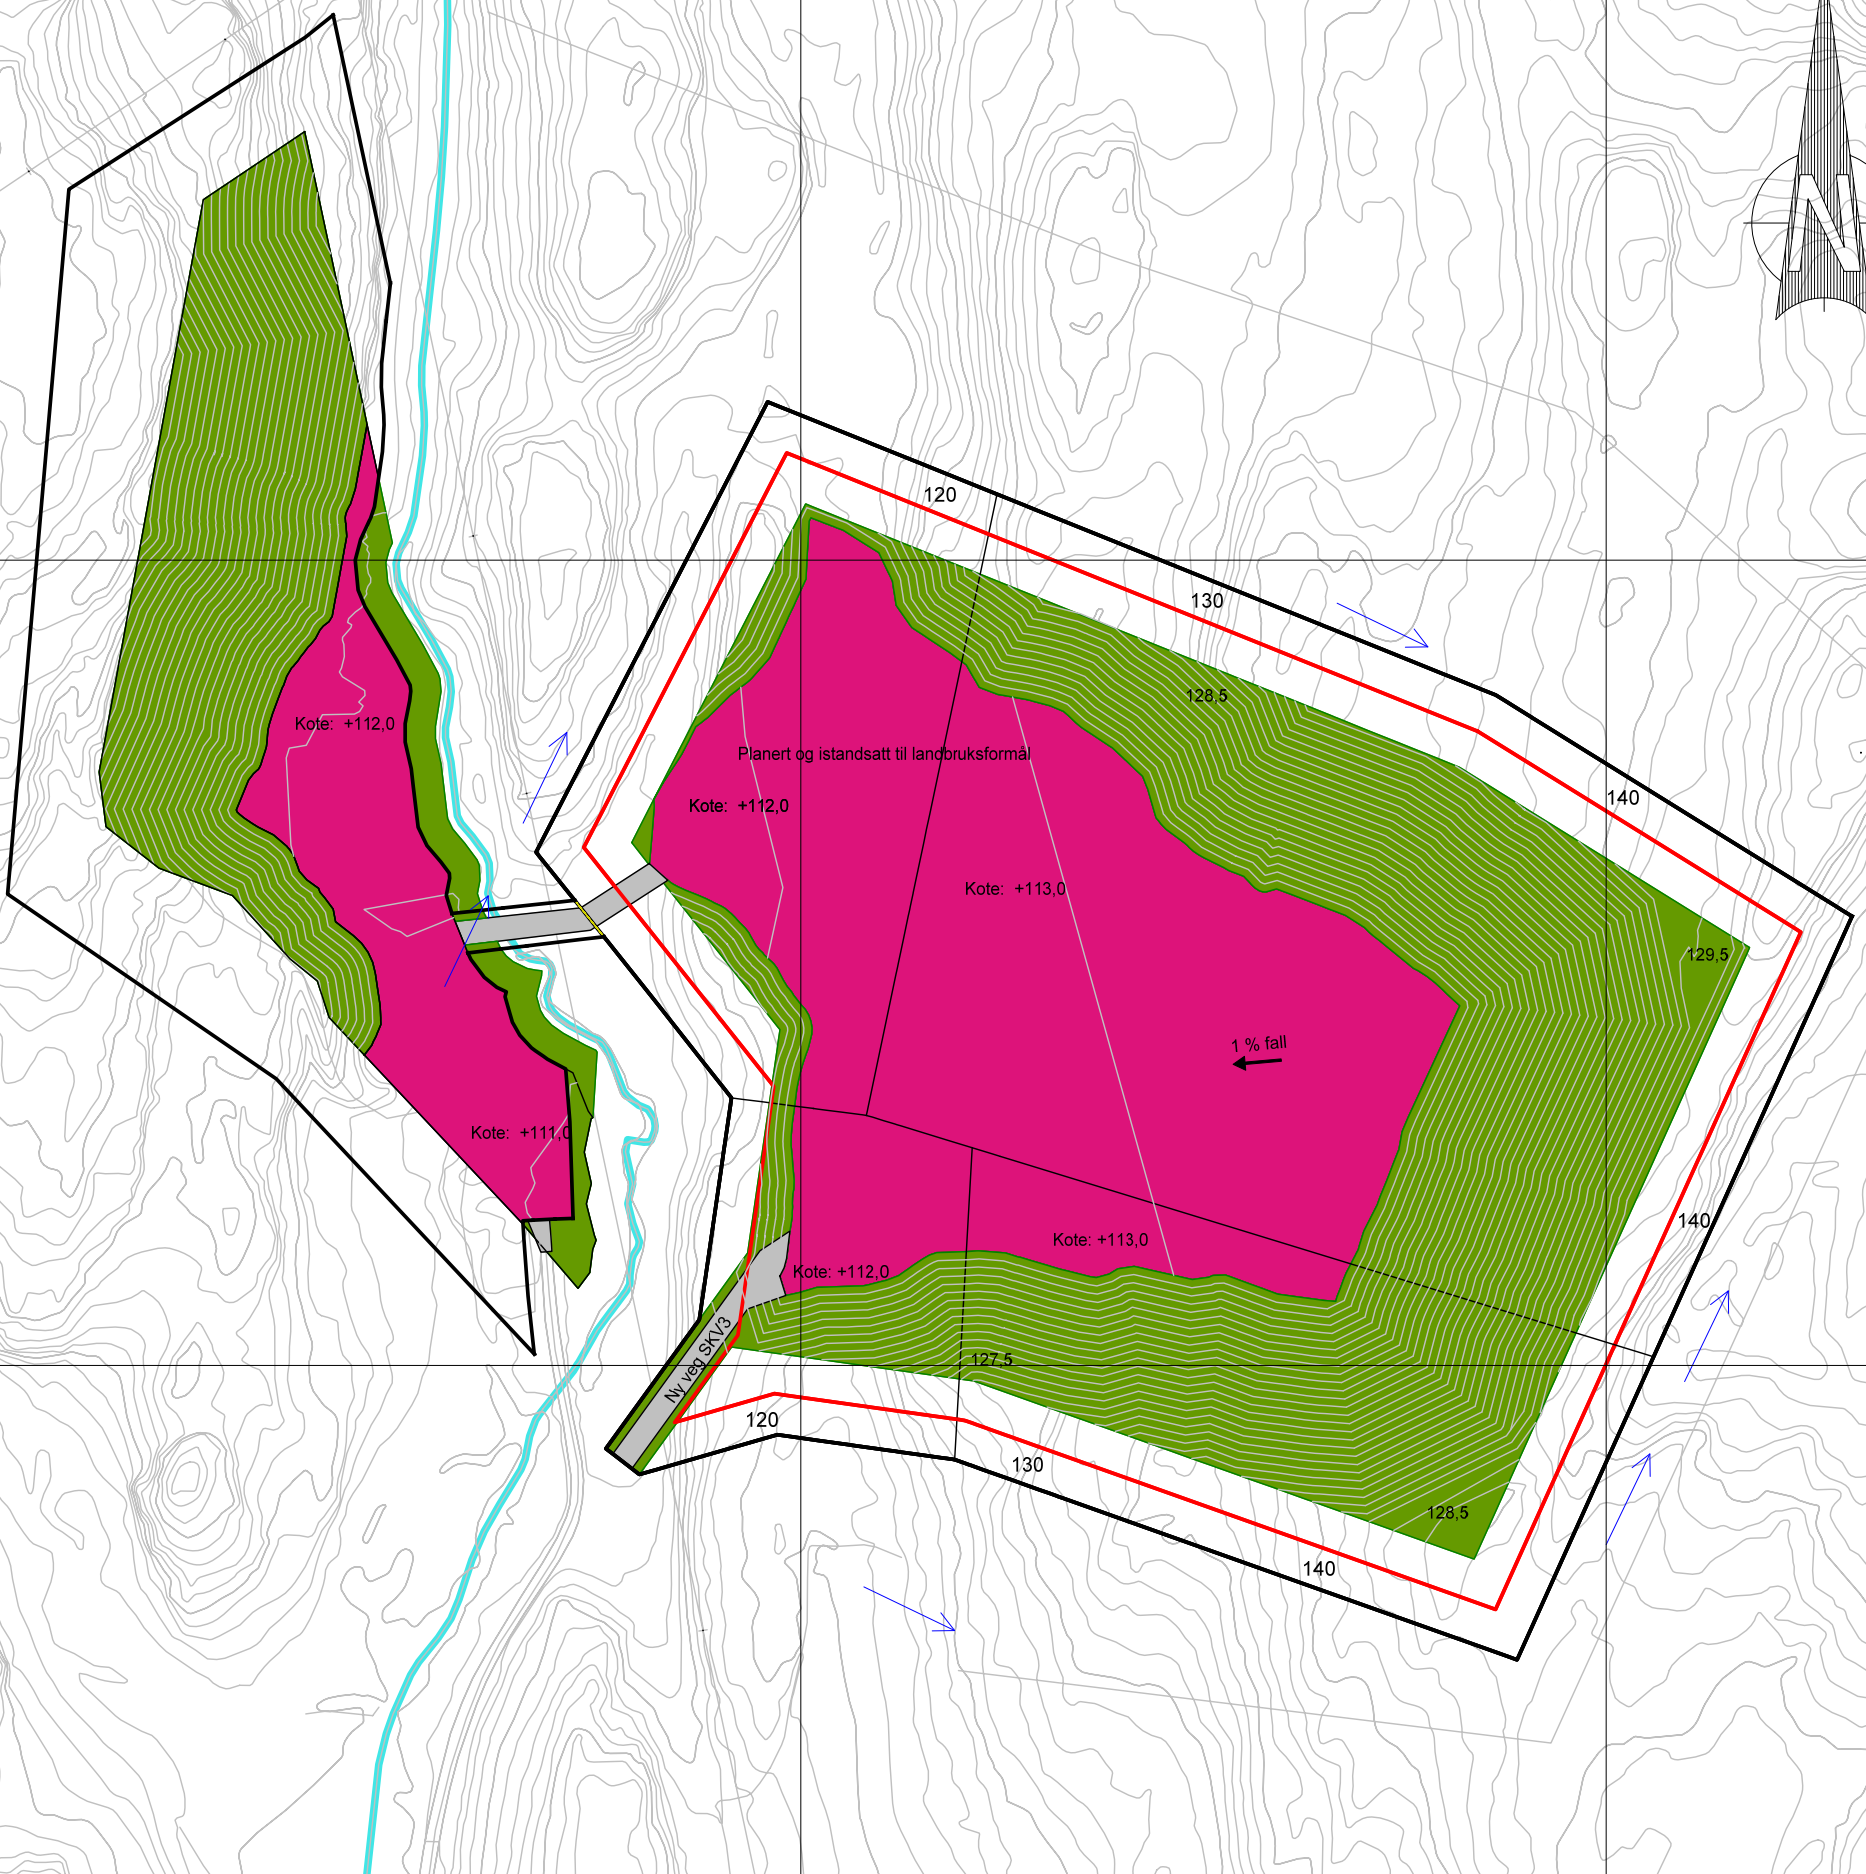 N
120
130
128,5
Kote: +112,0
Planert og istandsatt til landbruksformål
140
Kote: +112,0
Kote: +113,0
129,5
1 % fall
Kote: +111,0
140
Kote: +113,0
Kote: +112,0
Ny veg SKV3
127,5
120
130
128,5
140